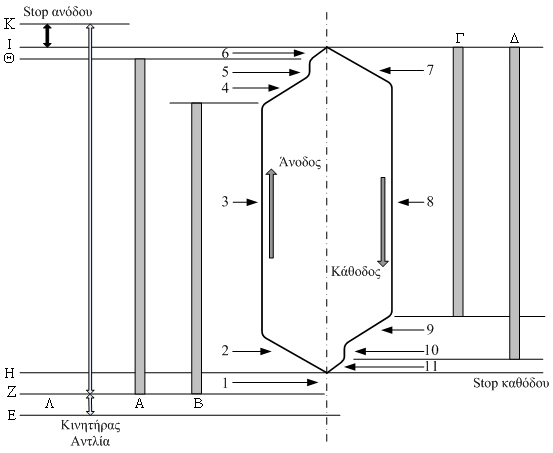 Κ
Stop ανόδου
Ι
Θ
Γ
Δ
6
5
4
7
Άνοδος
3
8
Κάθοδος
9
2
10
11
Η
1
Stop καθόδου
Ζ
Λ
Α
Β
Ε
Κινητήρας
Αντλία